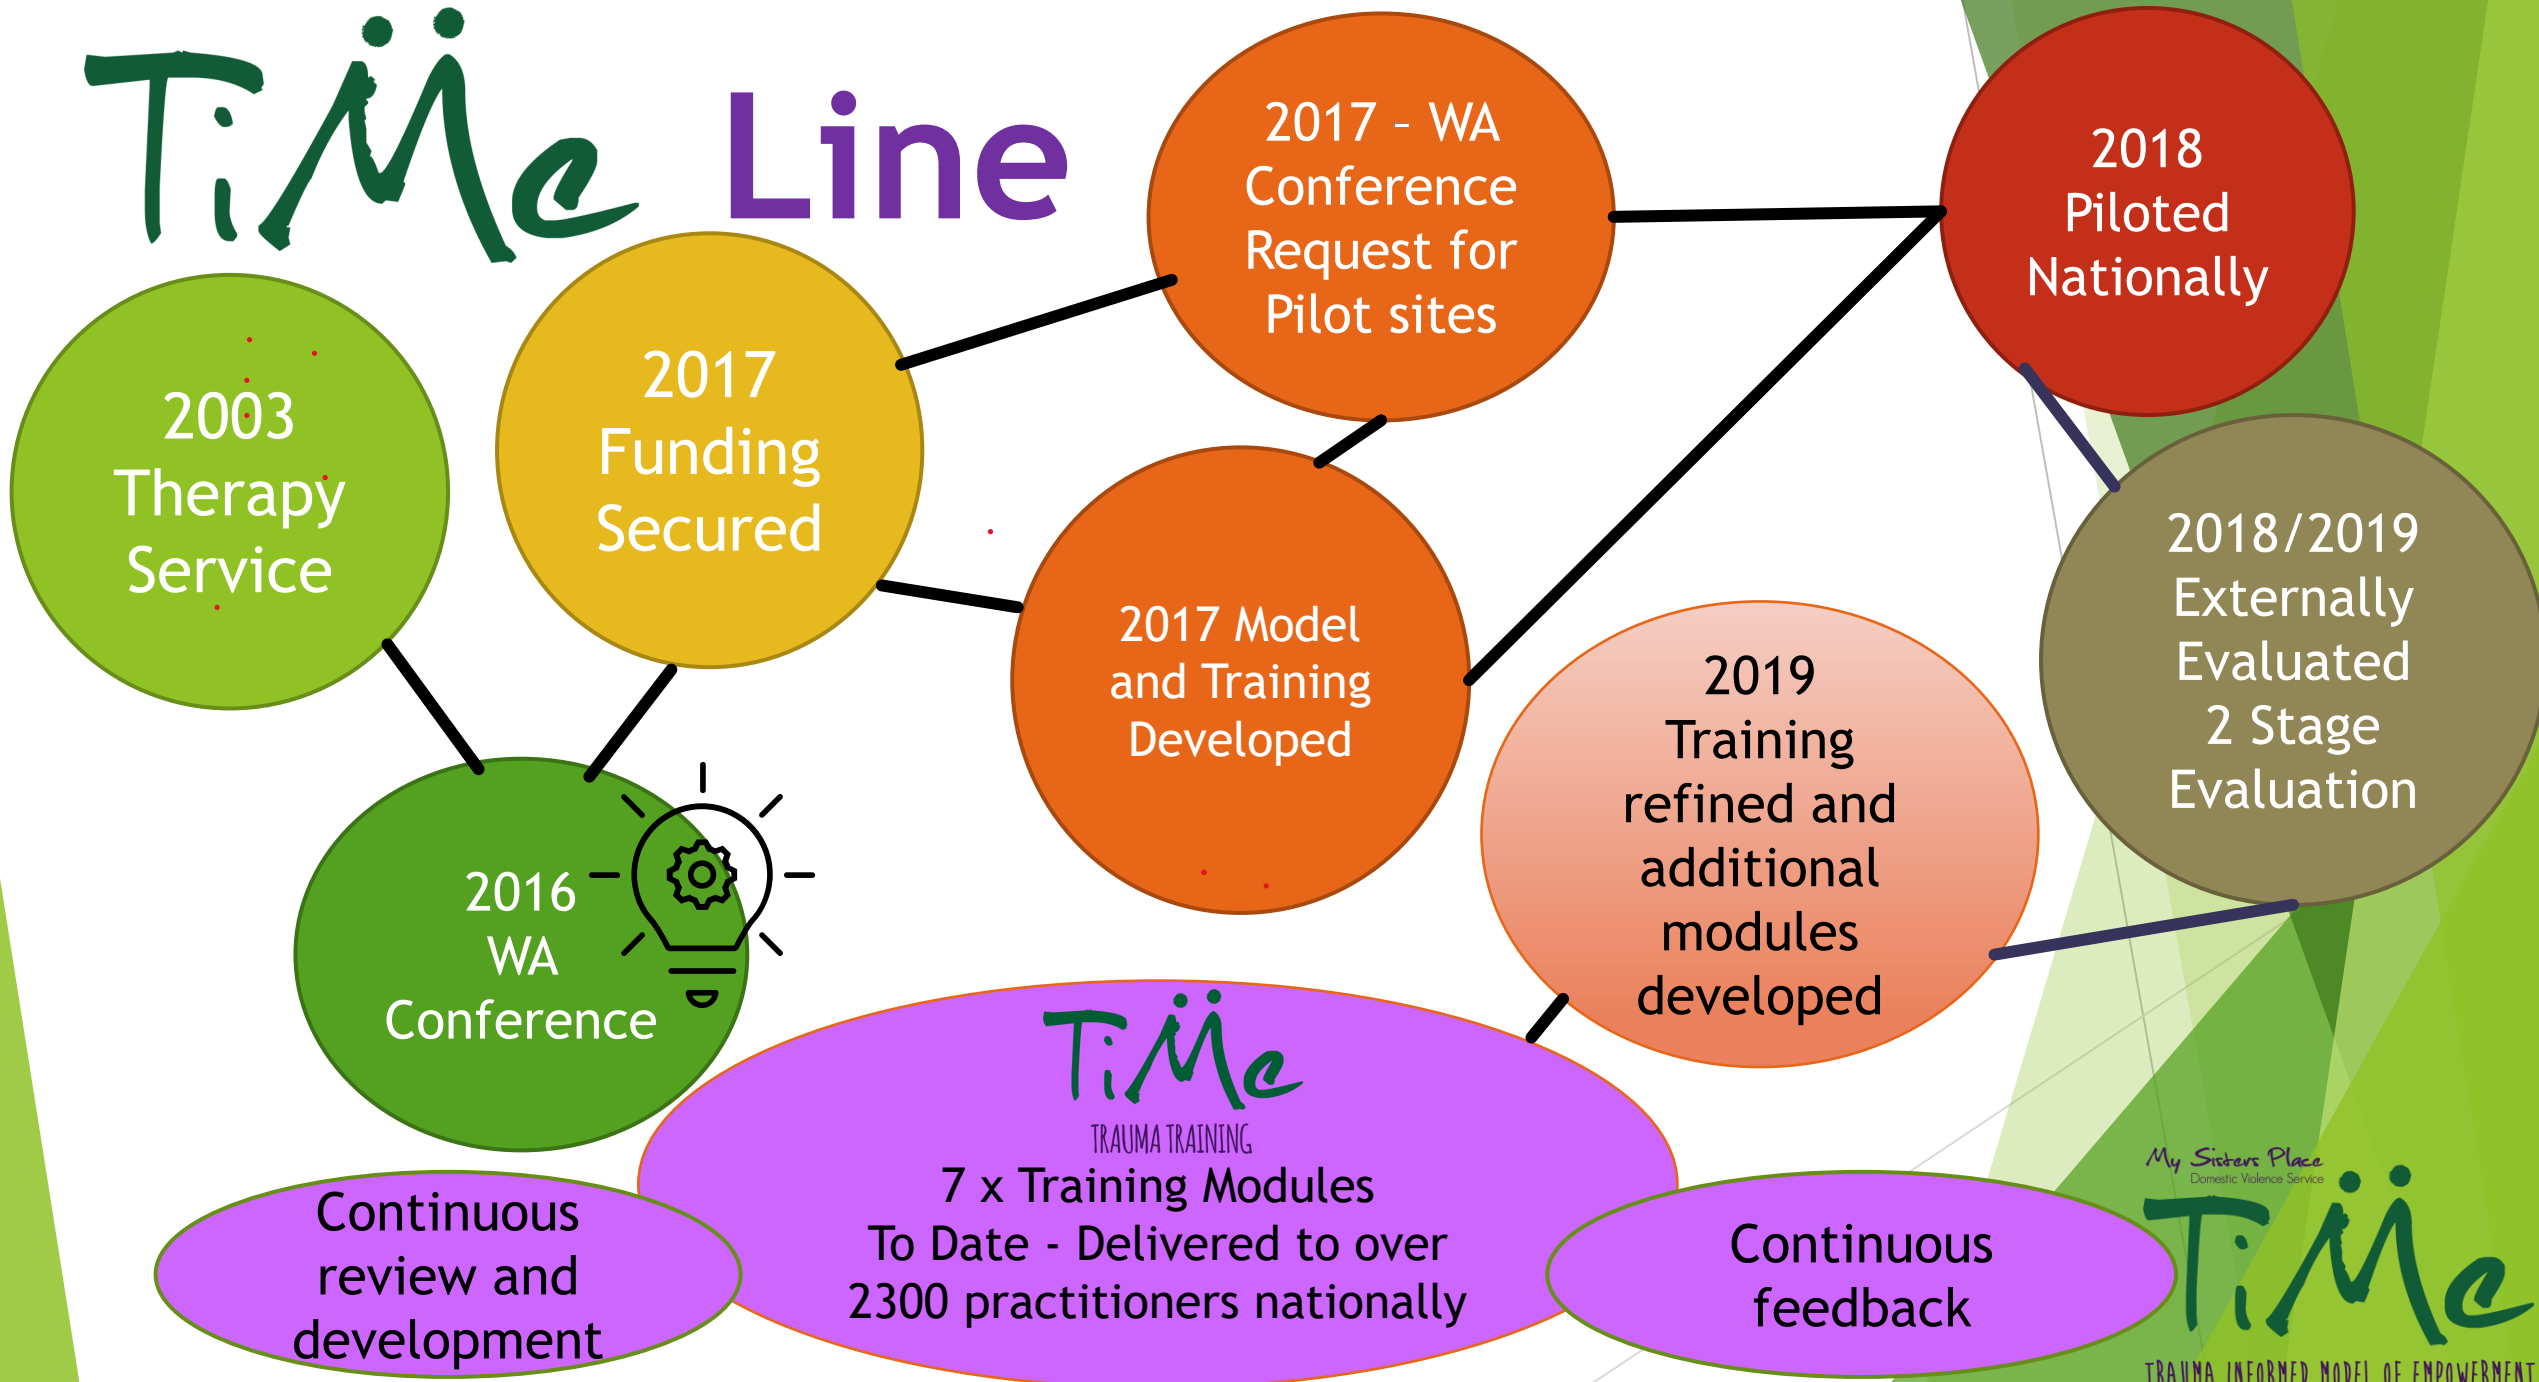 TiMe Line
2003
Therapy
Service
2016
WA
Conference
2017
Funding
Secured
2017 – WA
Conference
Request for
Pilot sites
2017 Model
and Training
Developed
2018
Piloted
Nationally
2018/2019
Externally
Evaluated
2 Stage
Evaluation
2019
Training
refined and
additional
modules
developed
TiMe
TRAUMA TRAINING
7 x Training Modules
To Date - Delivered to over
2300 practitioners nationally
Continuous
review and
development
Continuous
feedback
My Sisters Place
Domestic Violence Service
TiMe
TRAUMA INFORMED MODEL OF EMPOWERMENT